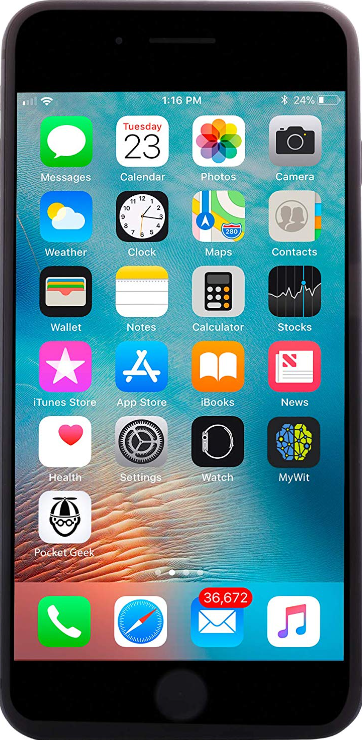 1:16 PM 24%
Tuesday
23
Messages Calendar Photos Camera
280
Weather Clock Maps Contacts
Wallet Notes Calculator Stocks
iTunes Store App Store iBooks News
Health Settings Watch MyWit
Pocket Geek
36,672